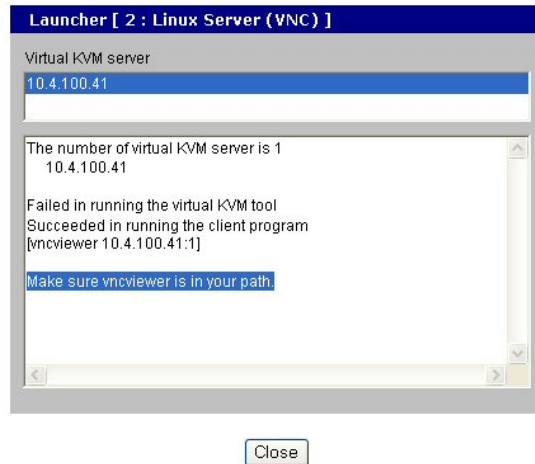 Launcher [ 2 : Linux Server (VNC) ]
Virtual KVM server
10.4.100.41
The number of virtual KVM server is 1
10.4.100.41
Failed in running the virtual KVM tool
Succeeded in running the client program
[vncviewer 10.4.100.41:1]
Make sure vncviewer is in your path.
Close